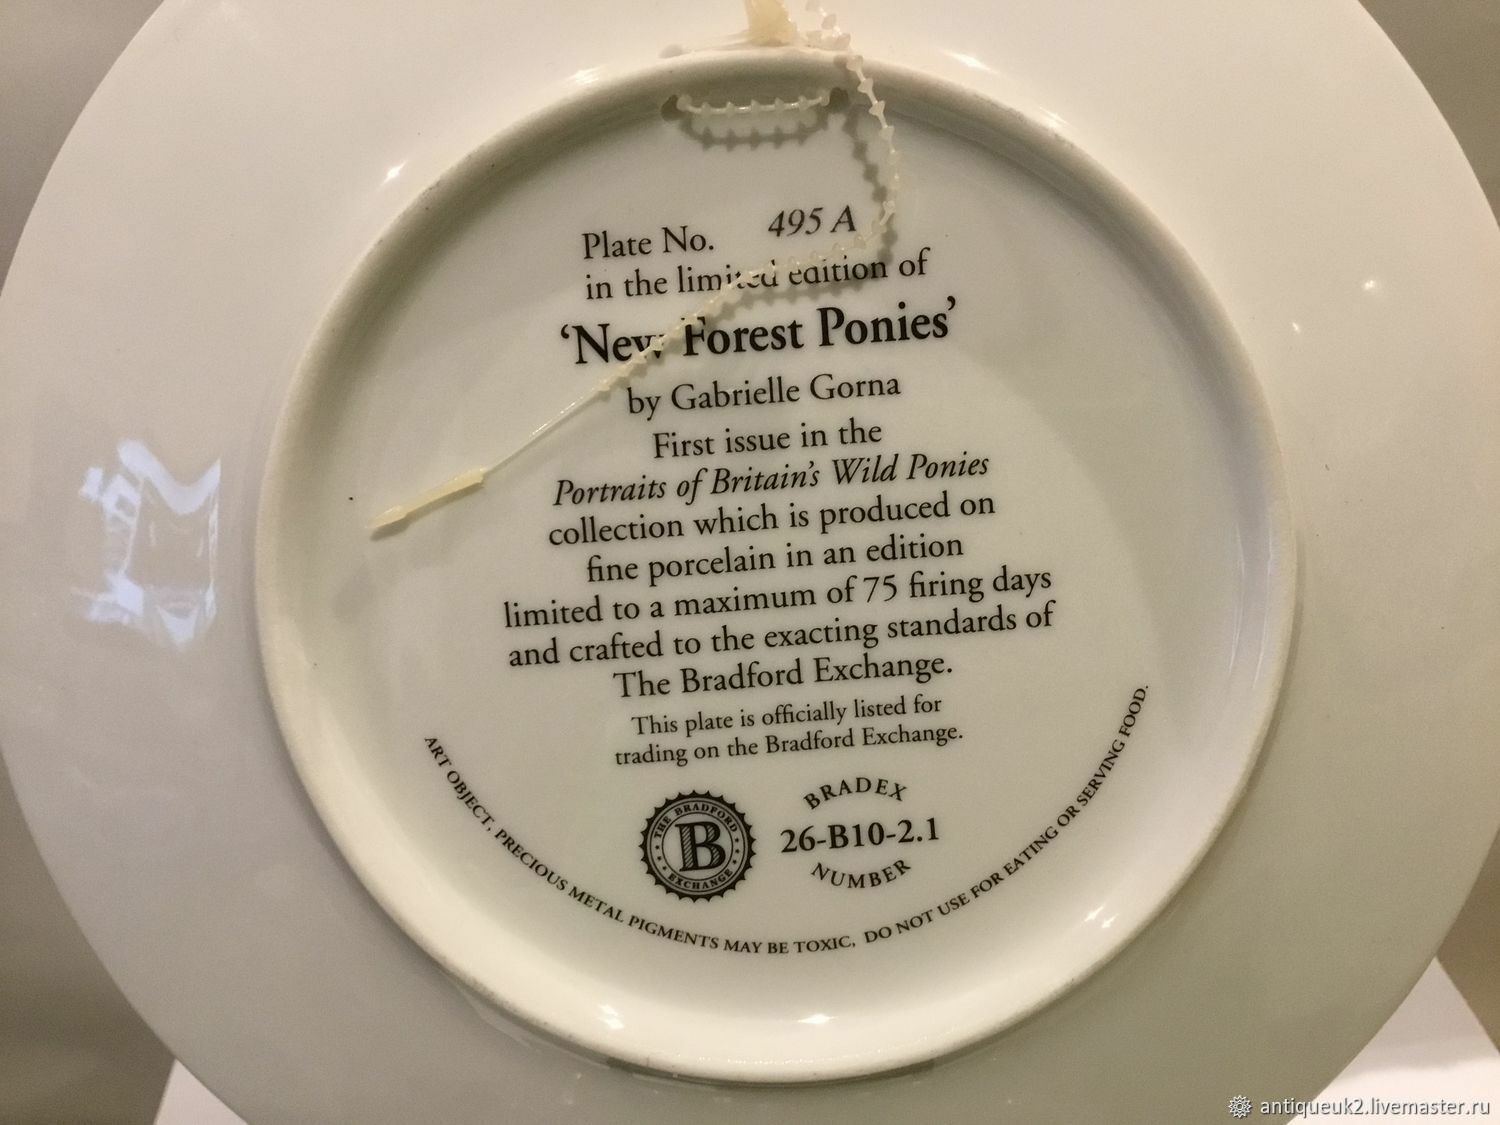 Plate No. 495 A
in the limited edition of
‘New Forest Ponies’
by Gabrielle Gorna
First issue in the
Portraits of Britain’s Wild Ponies
collection which is produced on
fine porcelain in an edition
limited to a maximum of 75 firing days
and crafted to the exacting standards of
The Bradford Exchange.
This plate is officially listed for
trading on the Bradford Exchange.
THE BRADFORD
B
EXCHANGE
BRADEX
26-B10-2.1
NUMBER
ART OBJECT, PRECIOUS METAL PIGMENTS MAY BE TOXIC, DO NOT USE FOR EATING OR SERVING FOOD.
antiqueuk2.livemaster.ru